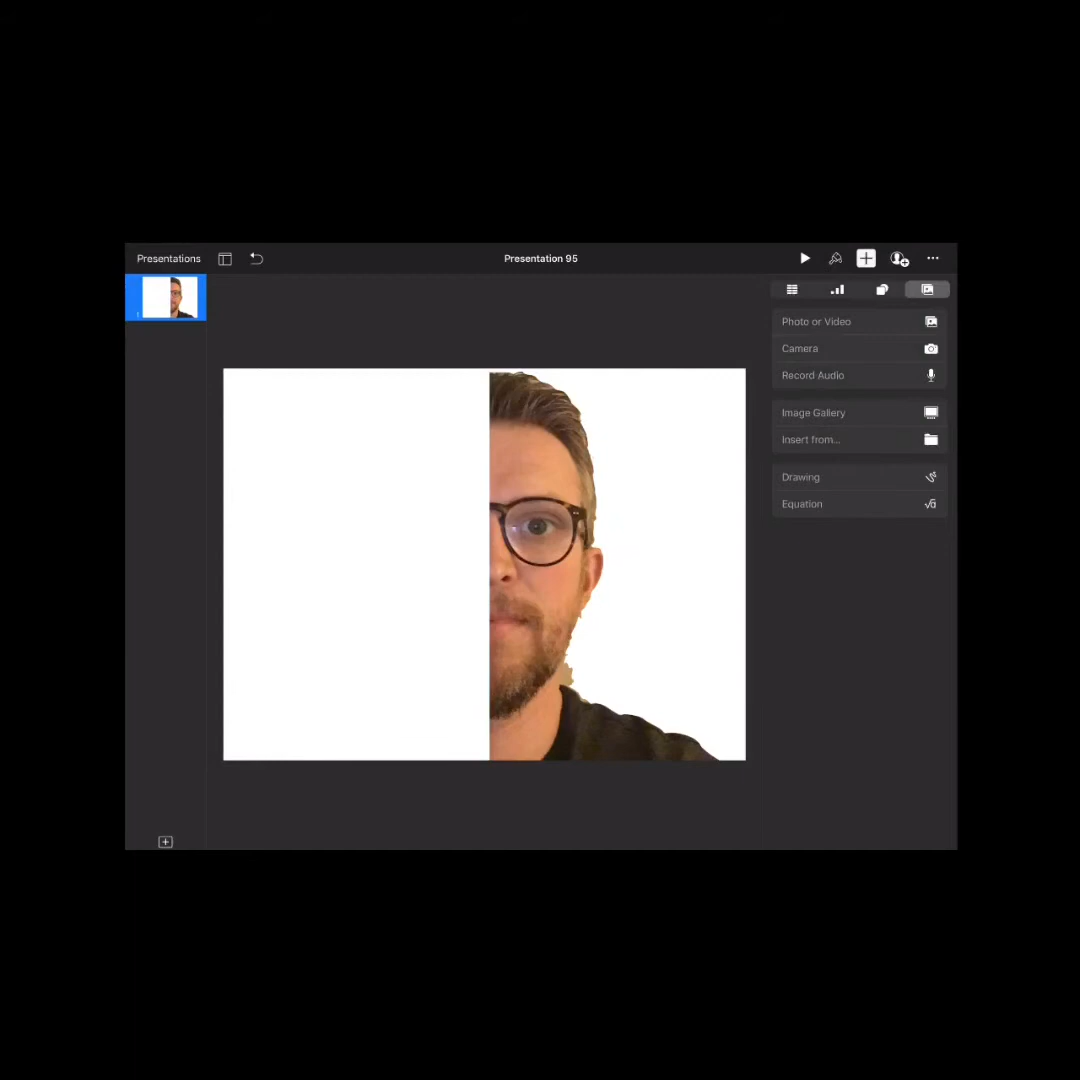 Presentations
Presentation 95
Photo or Video
Camera
Record Audio
Image Gallery
Insert from...
Drawing
Equation